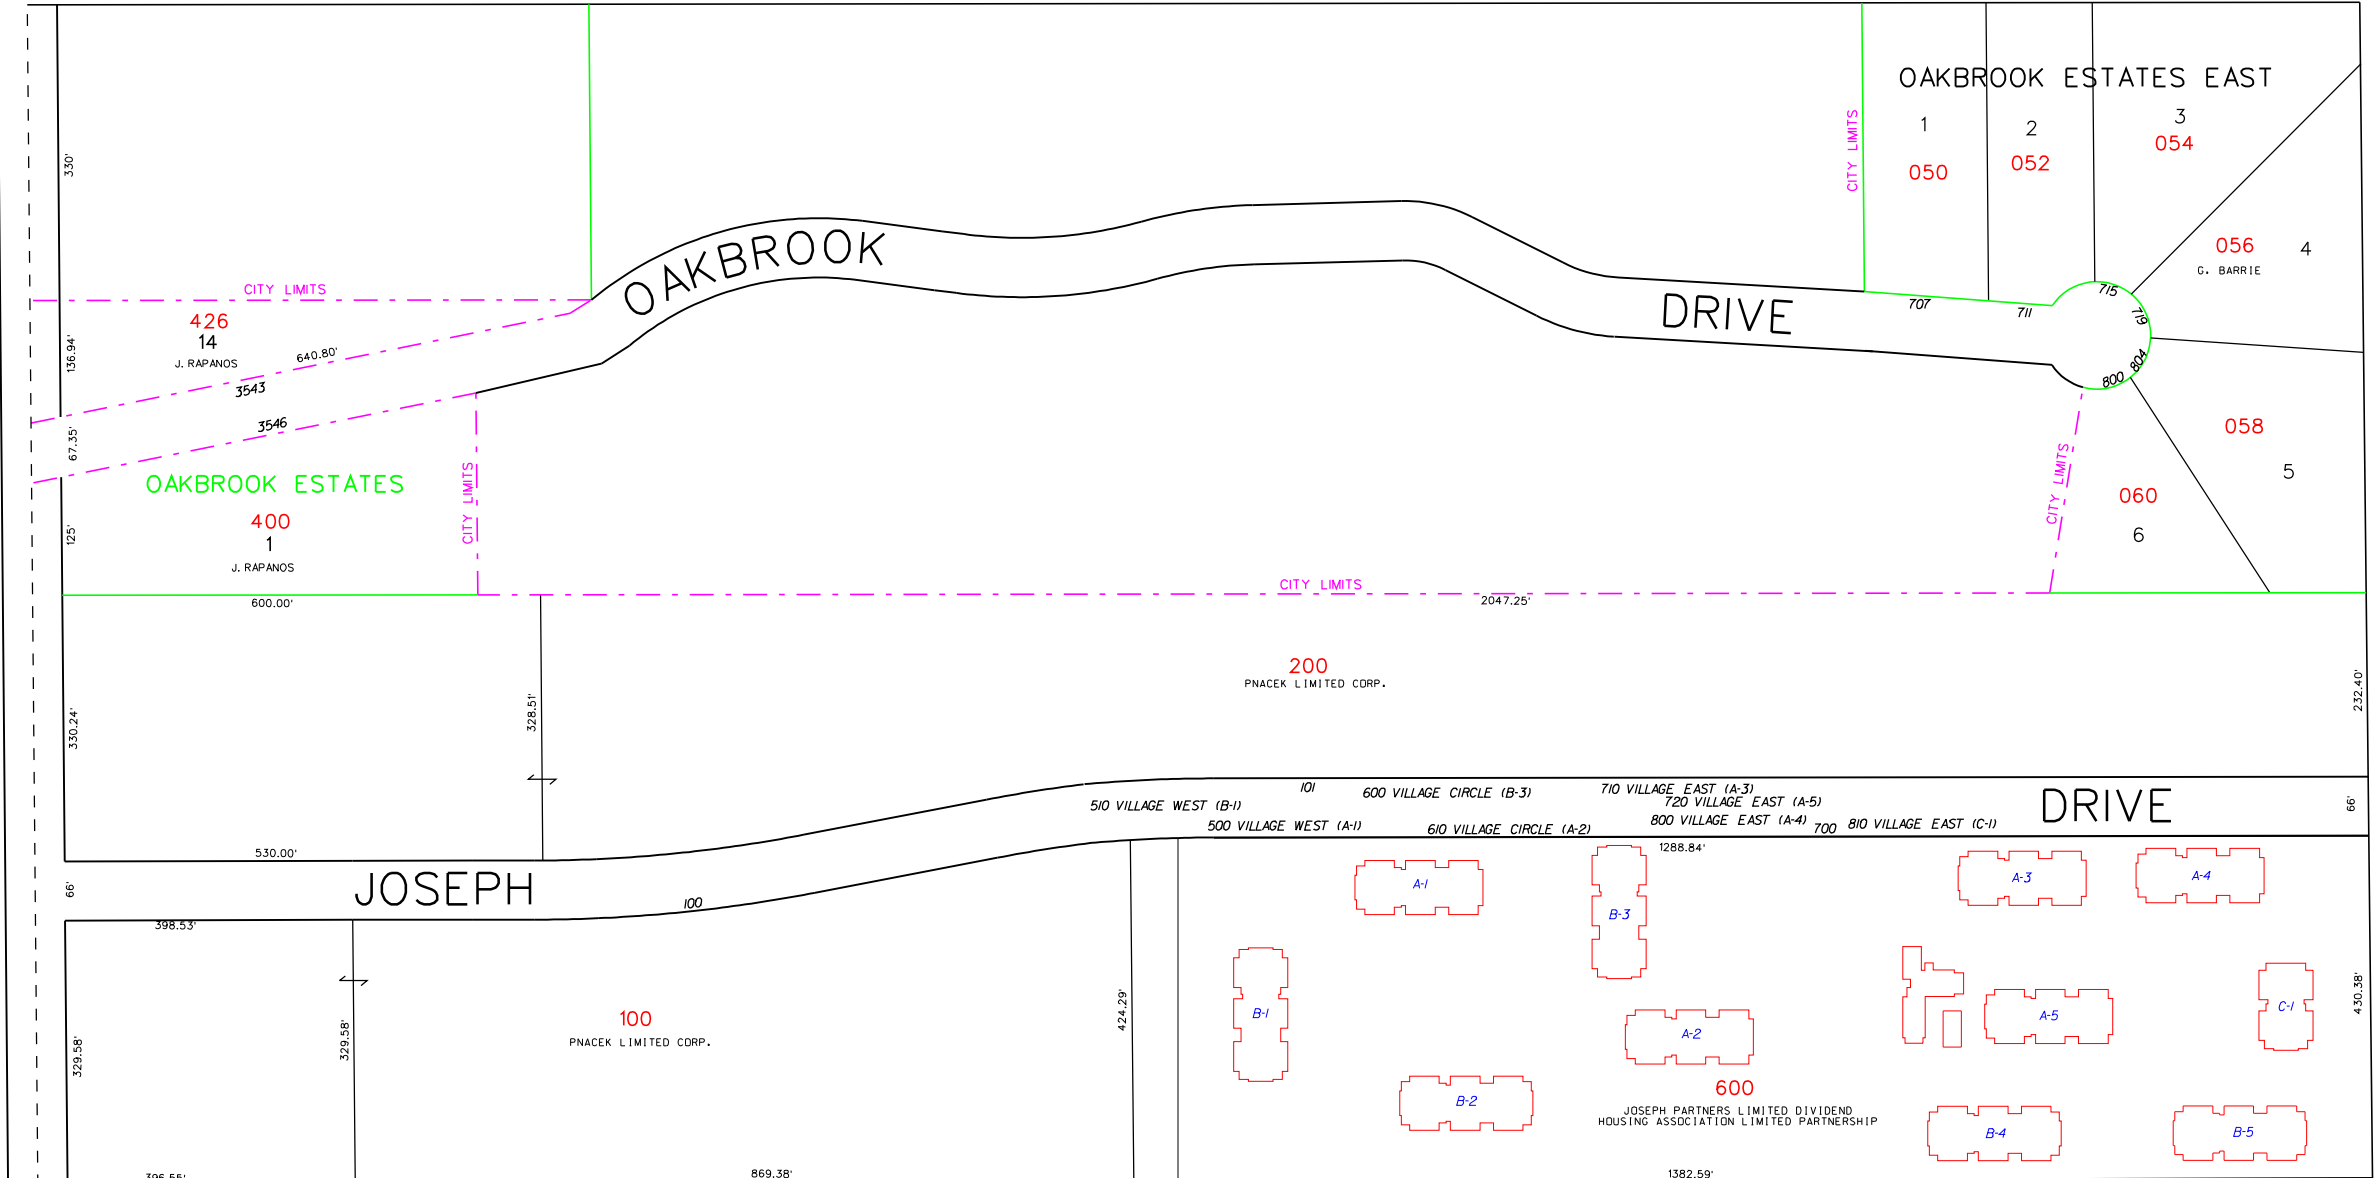 OAKBROOK ESTATES EAST
1
050
2
052
3
054
CITY LIMITS
330'
056
4
G. BARRIE
OAKBROOK
DRIVE
CITY LIMITS
426
14
J. RAPANOS
640.80'
136.94'
3543
3546
67.35'
707
711
715
719
804
800
OAKBROOK ESTATES
400
1
J. RAPANOS
125'
CITY LIMITS
CITY LIMITS
058
5
060
6
CITY LIMITS
600.00'
2047.25'
200
PNACEK LIMITED CORP.
330.24'
328.51'
232.40'
101
600 VILLAGE CIRCLE (B-3)
710 VILLAGE EAST (A-3)
510 VILLAGE WEST (B-1)
720 VILLAGE EAST (A-5)
500 VILLAGE WEST (A-1)
610 VILLAGE CIRCLE (A-2)
800 VILLAGE EAST (A-4)
700
810 VILLAGE EAST (C-1)
DRIVE
66'
530.00'
1288.84'
66'
JOSEPH
100
398.53'
A-1
B-3
A-3
A-4
329.58'
329.58'
100
PNACEK LIMITED CORP.
424.29'
B-1
A-2
A-5
C-1
430.38'
B-2
600
JOSEPH PARTNERS LIMITED DIVIDEND
HOUSING ASSOCIATION LIMITED PARTNERSHIP
B-4
B-5
396.55'
869.38'
1382.59'